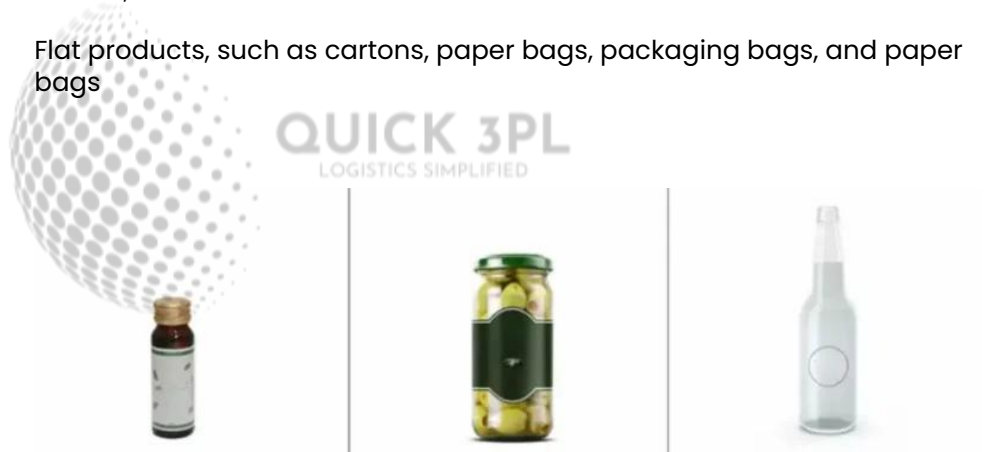 Flat products, such as cartons, paper bags, packaging bags, and paper
bags
QUICK 3PL
LOGISTICS SIMPLIFIED